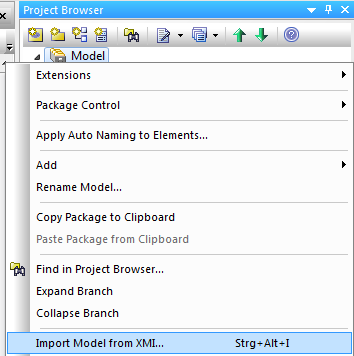 Project Browser
Model
Extensions
Package Control
Apply Auto Naming to Elements...
Add
Rename Model...
Copy Package to Clipboard
Paste Package from Clipboard
Find in Project Browser...
Expand Branch
Collapse Branch
Import Model from XMI... Strg+Alt+I